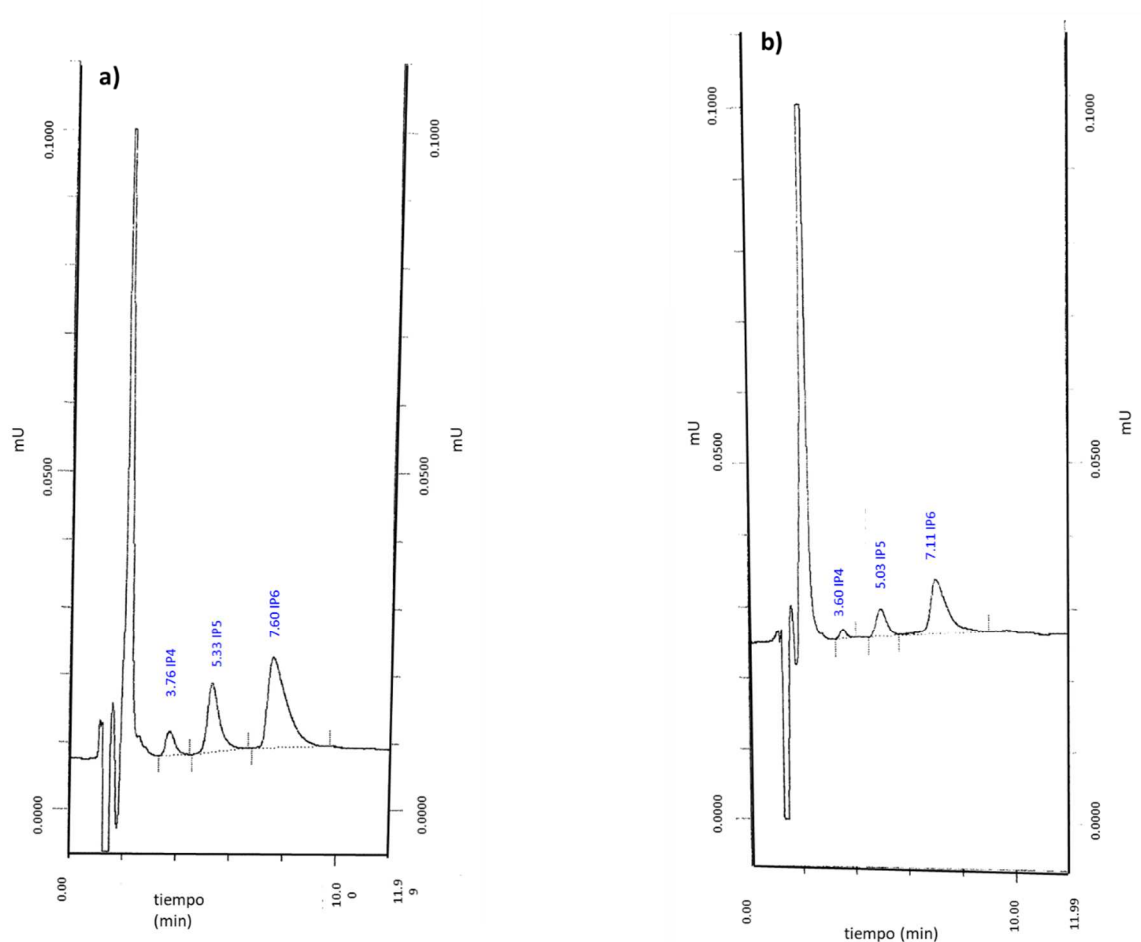 a)
0.1000
0.1000
mU
0.0500
mU
0.0500
3.76 IP4
5.33 IP5
7.60 IP6
0.0000
0.0000
0.00
tiempo
(min)
10.0
0
11.9
9
b)
0.1000
0.1000
mU
0.0500
mU
0.0500
3.60 IP4
5.03 IP5
7.11 IP6
0.0000
0.0000
0.00
tiempo (min)
10.00
11.99